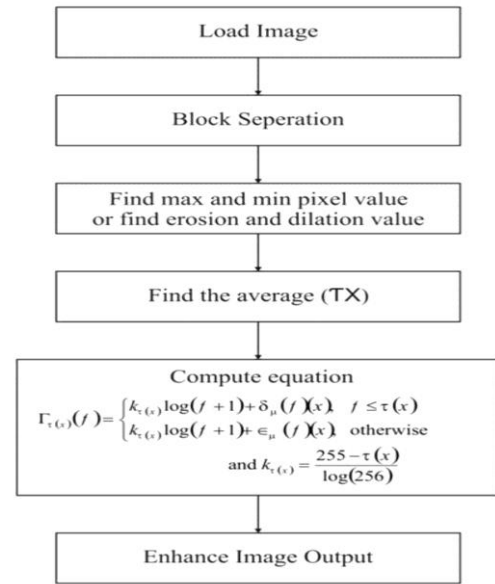 Load Image
Block Seperation
Find max and min pixel value
or find erosion and dilation value
Find the average (TX)
Compute equation
Γτ(x)(f)= { kτ(x) log(f +1)+δμ(f)(x), f ≤ τ(x)
kτ(x) log(f +1)+∈μ (f)(x), otherwise
and kτ(x) = 255−τ(x) / log(256)
Enhance Image Output